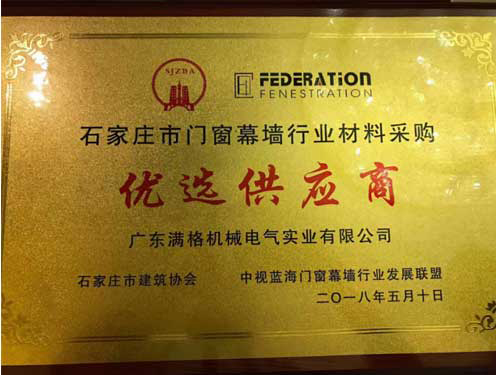 SJZBA
FEDERATiON
FENESTRATION
石家庄市门窗幕墙行业材料采购
优选供应商
广东满格机械电气实业有限公司
石家庄市建筑协会 中视蓝海门窗幕墙行业发展联盟
二〇一八年五月十日